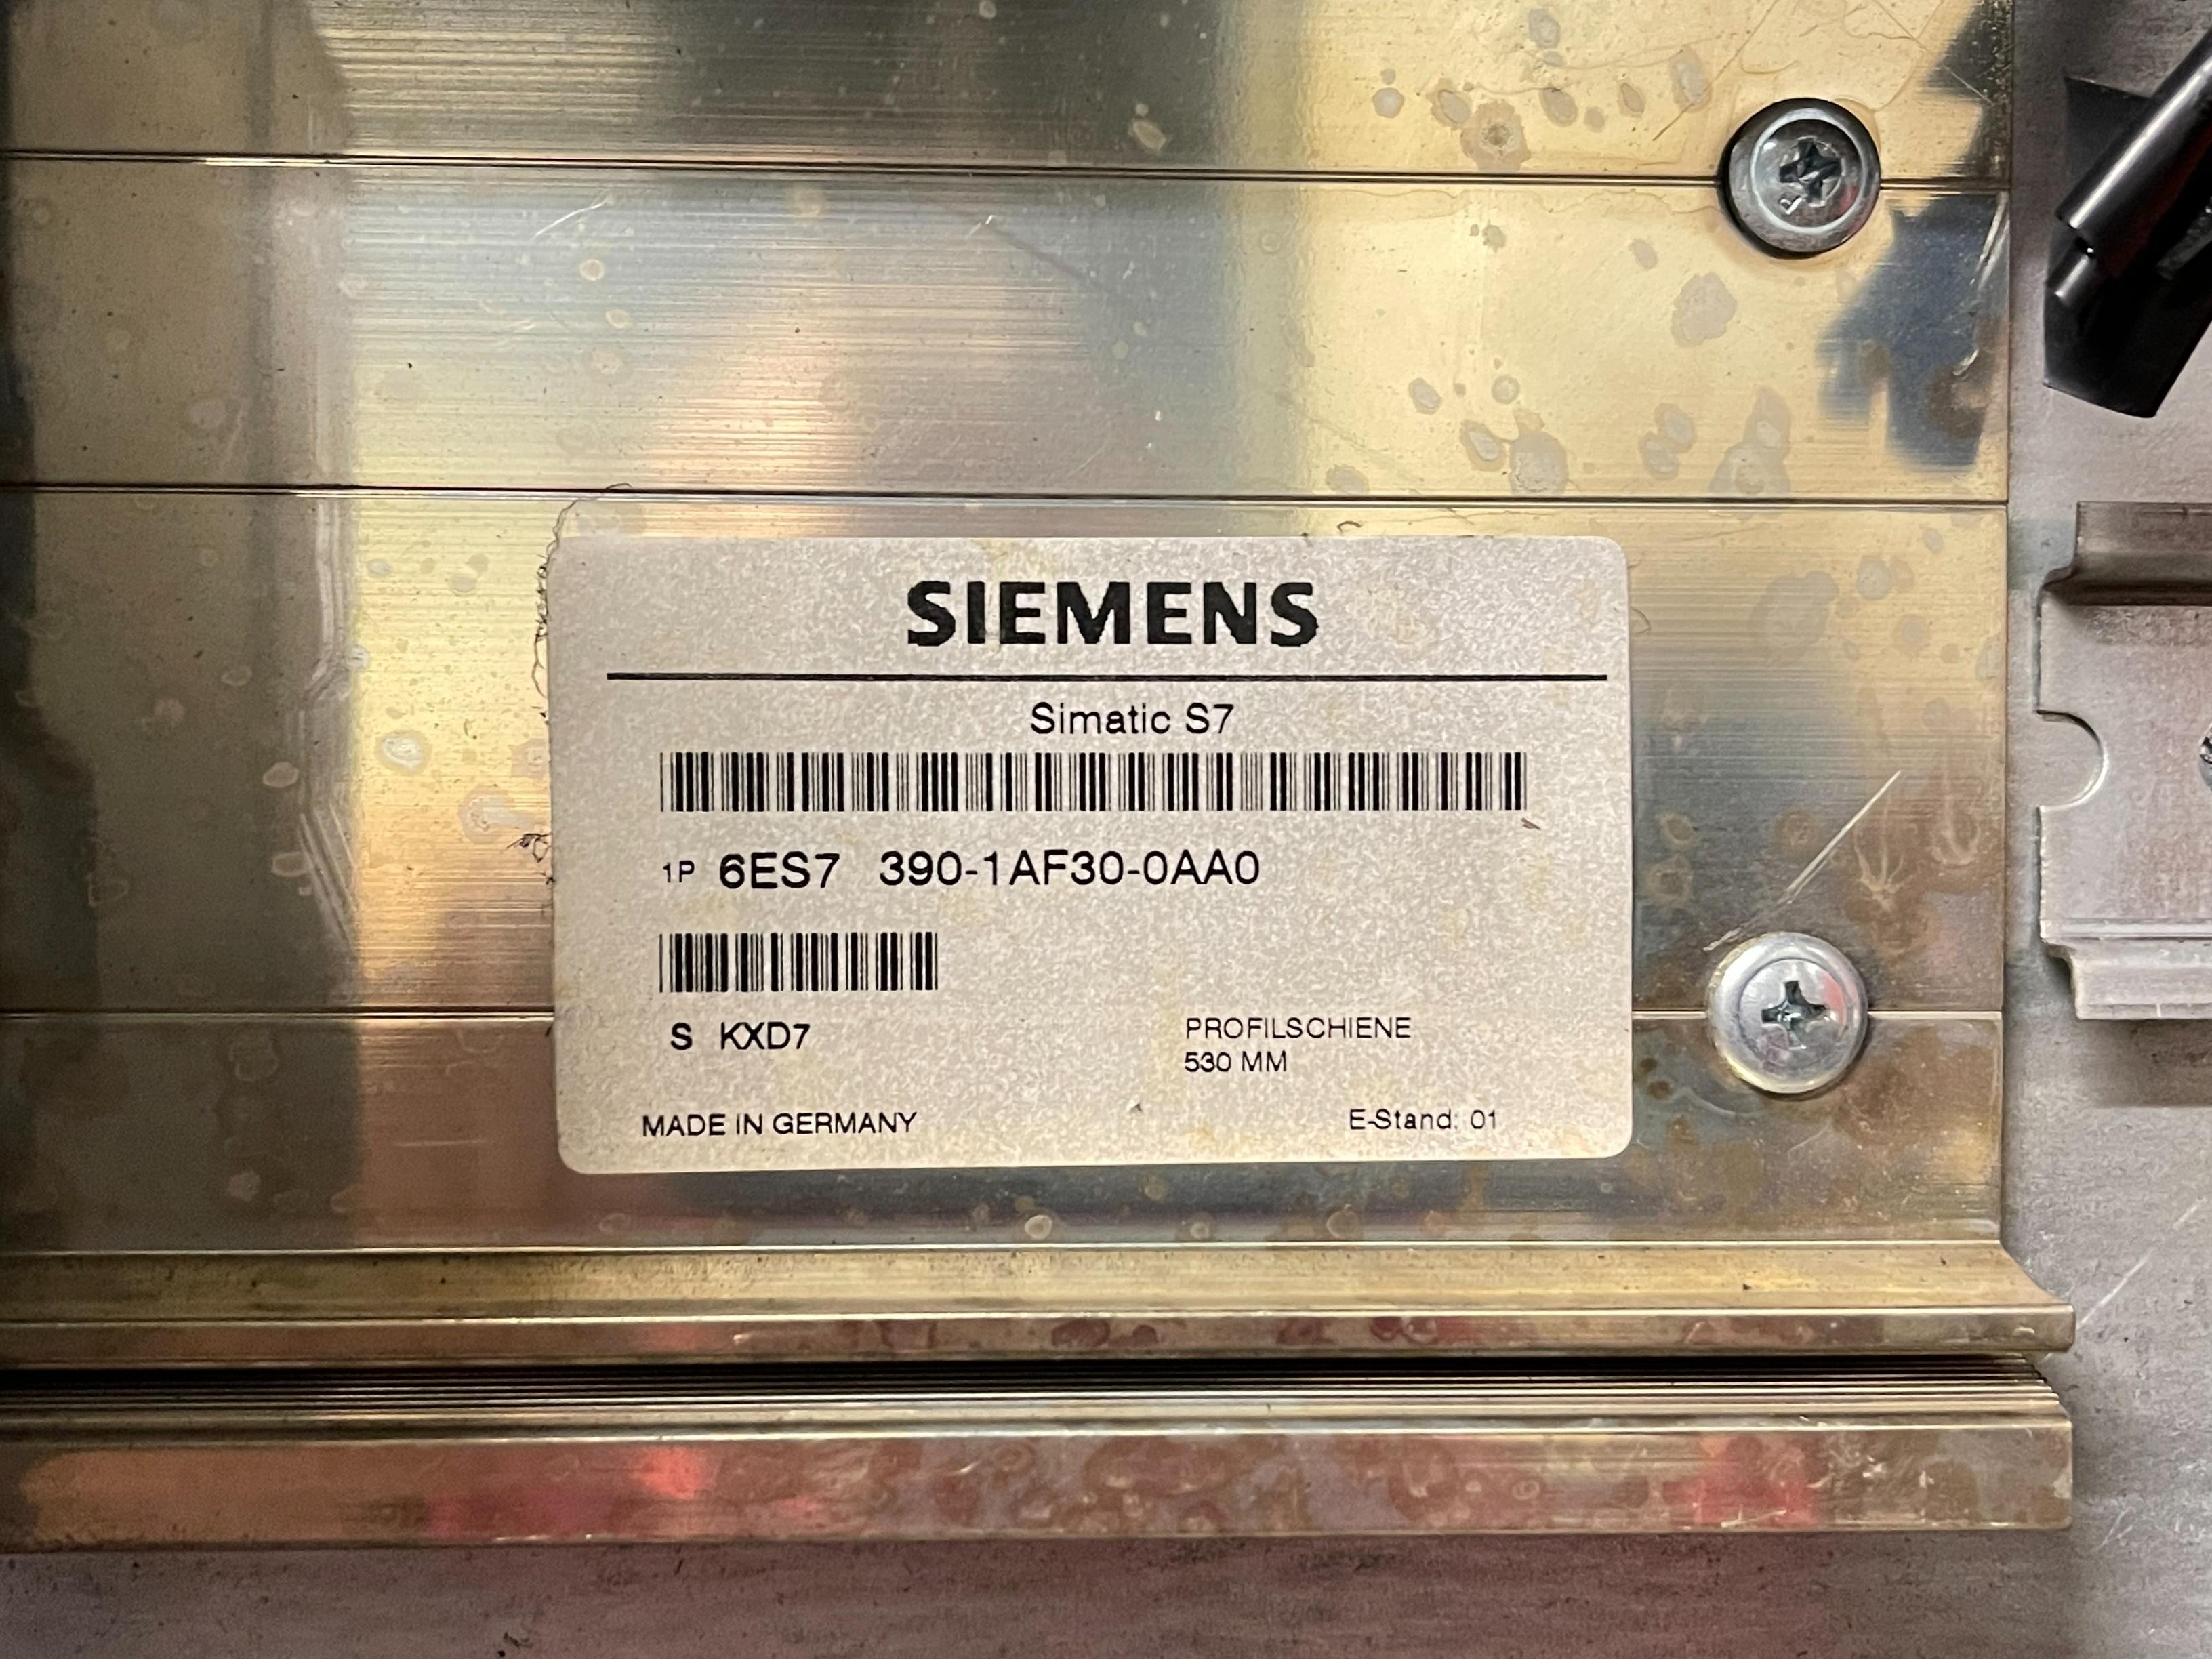 SIEMENS
Simatic S7
1P 6ES7 390-1AF30-0AA0
S KXD7
PROFILSCHIENE
530 MM
MADE IN GERMANY
E-Stand: 01